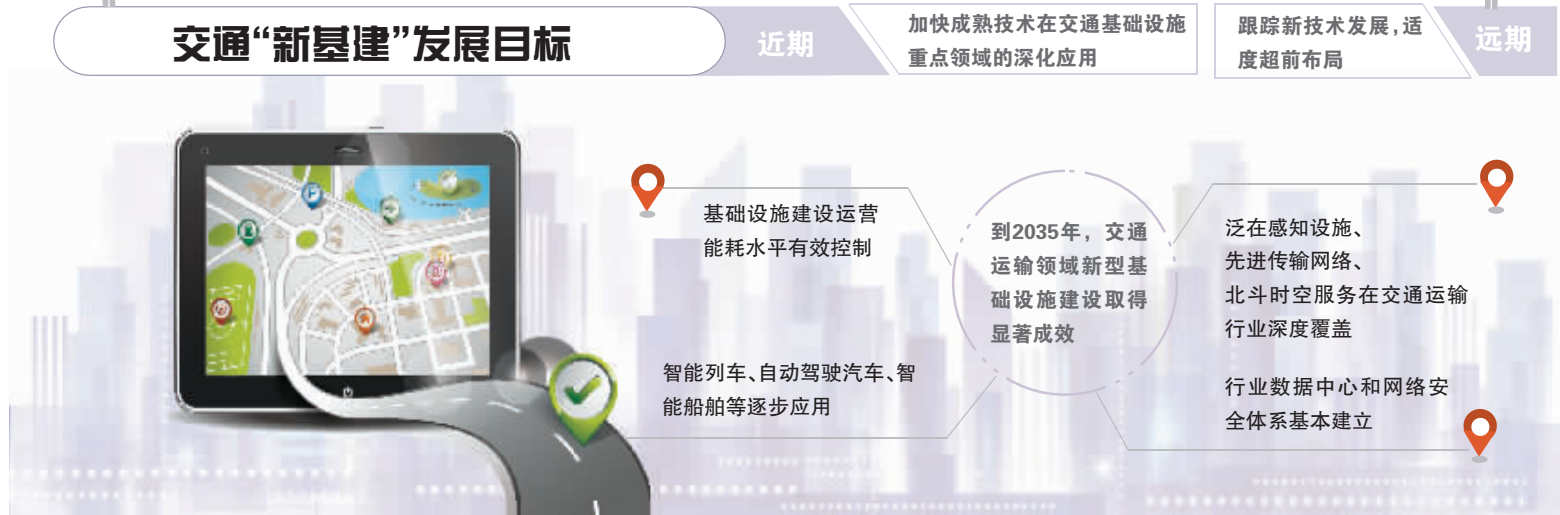 交通“新基建”发展目标
近期
加快成熟技术在交通基础设施
重点领域的深化应用
跟踪新技术发展，适
度超前布局
远期
基础设施建设运营
能耗水平有效控制
智能列车、自动驾驶汽车、智
能船舶等逐步应用
到2035年，交通
运输领域新型基
础设施建设取得
显著成效
泛在感知设施、
先进传输网络、
北斗时空服务在交通运输
行业深度覆盖
行业数据中心和网络安
全体系基本建立